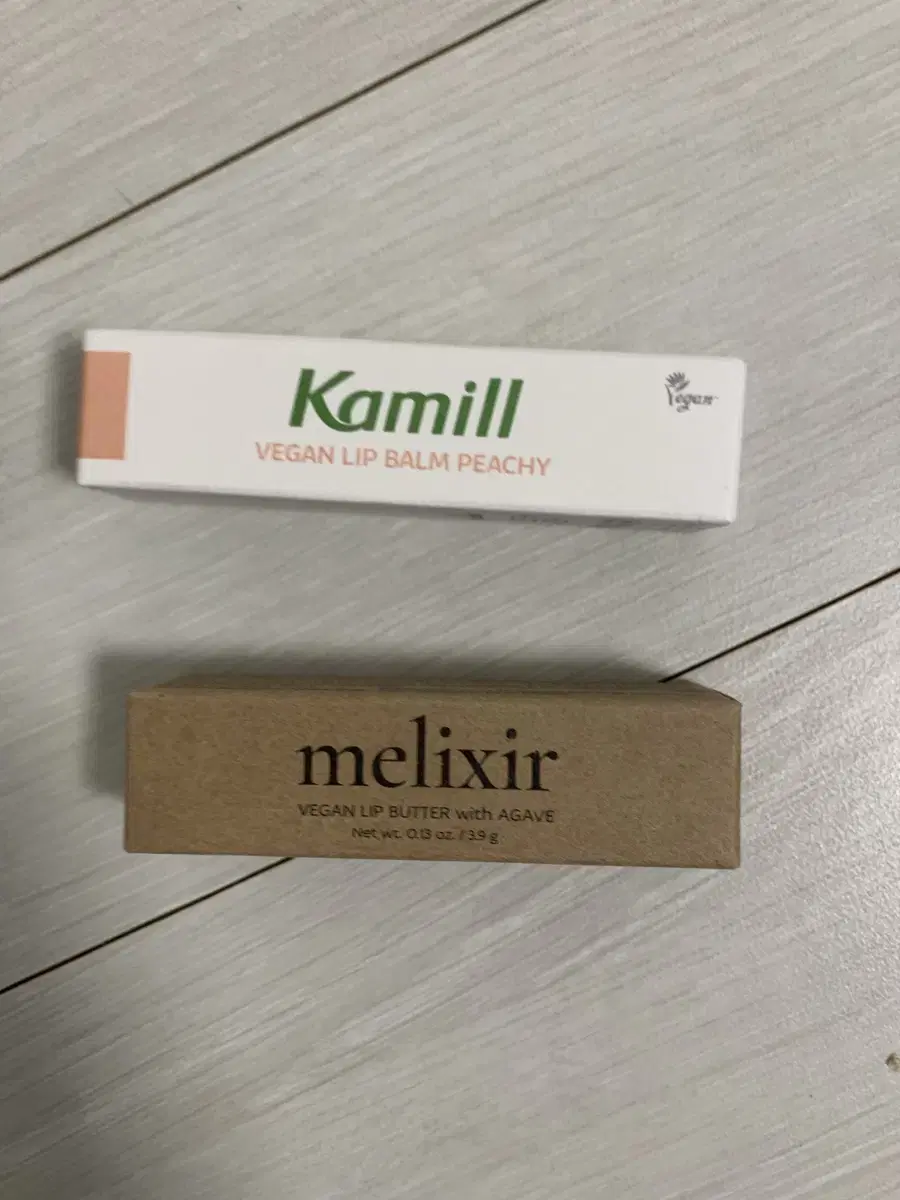 Kamill
VEGAN LIP BALM PEACHY
Vegan
melixir
VEGAN LIP BUTTER with AGAVE
Net wt. 0.13 oz. / 3.9 g